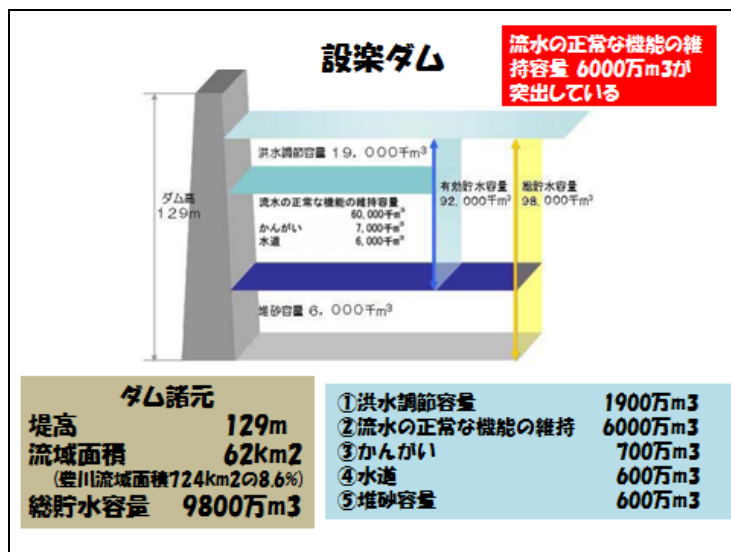 設楽ダム
流水の正常な機能の維
持容量 6000万m3が
突出している
洪水調節容量 19,000千m³
ダム高
129m
流水の正常な機能の維持容量
60,000千m³
かんがい 7,000千m³
水道 6,000千m³
有効貯水容量
92,000千m³
総貯水容量
98,000千m³
堆砂容量 6,000千m³
ダム諸元
堤高 129m
流域面積 62km2
(豊川流域面積724km2の8.6%)
総貯水容量 9800万m3
①洪水調節容量 1900万m3
②流水の正常な機能の維持 6000万m3
③かんがい 700万m3
④水道 600万m3
⑤堆砂容量 600万m3